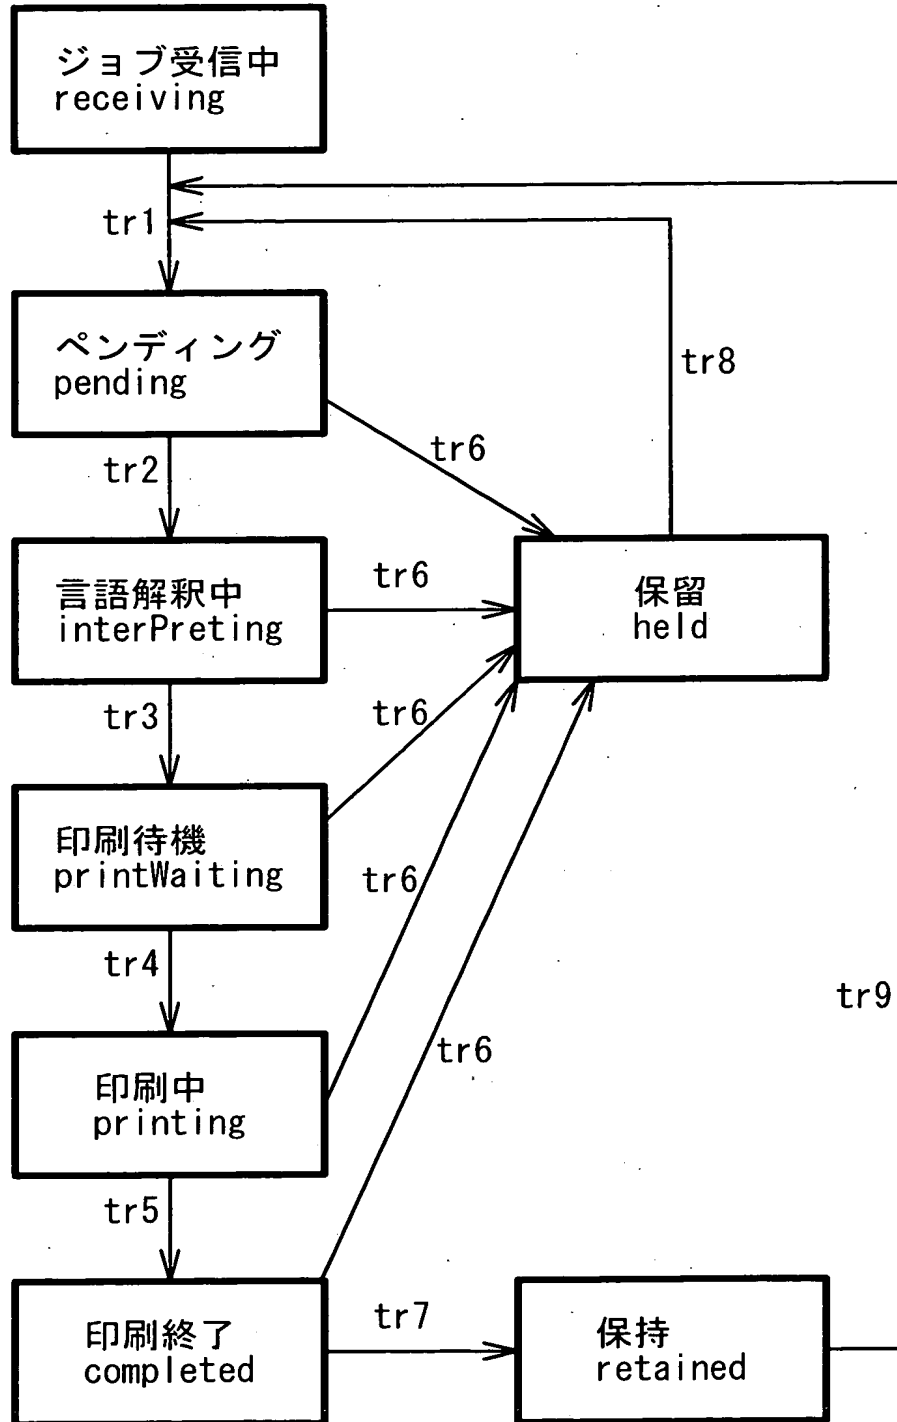 ジョブ受信中
receiving
tr1
ペンディング
pending
tr8
tr6
tr2
言語解釈中
interPreting
tr6
保留
held
tr3
tr6
印刷待機
printWaiting
tr6
tr4
tr9
印刷中
printing
tr6
tr5
印刷終了
completed
tr7
保持
retained